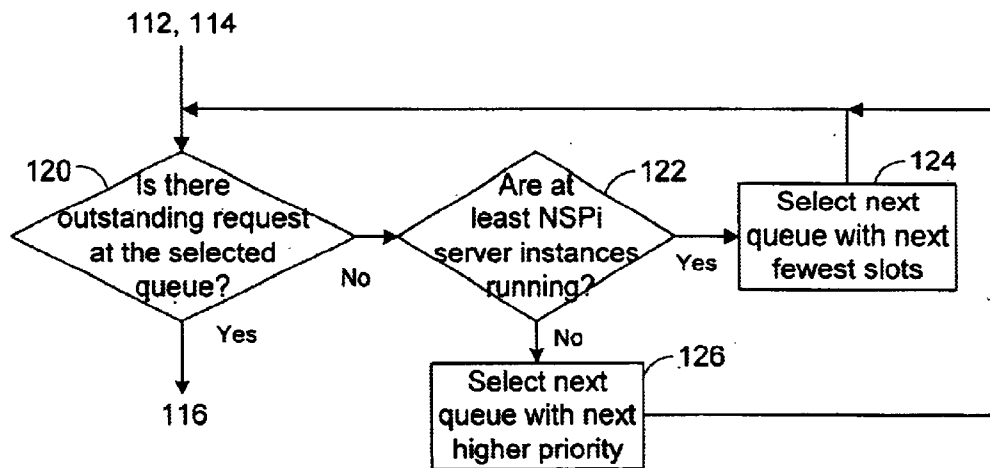 112, 114
120
Is there
outstanding request
at the selected
queue?
No
Yes
116
122
Are at
least NSPi
server instances
running?
Yes
No
124
Select next
queue with next
fewest slots
126
Select next
queue with next
higher priority